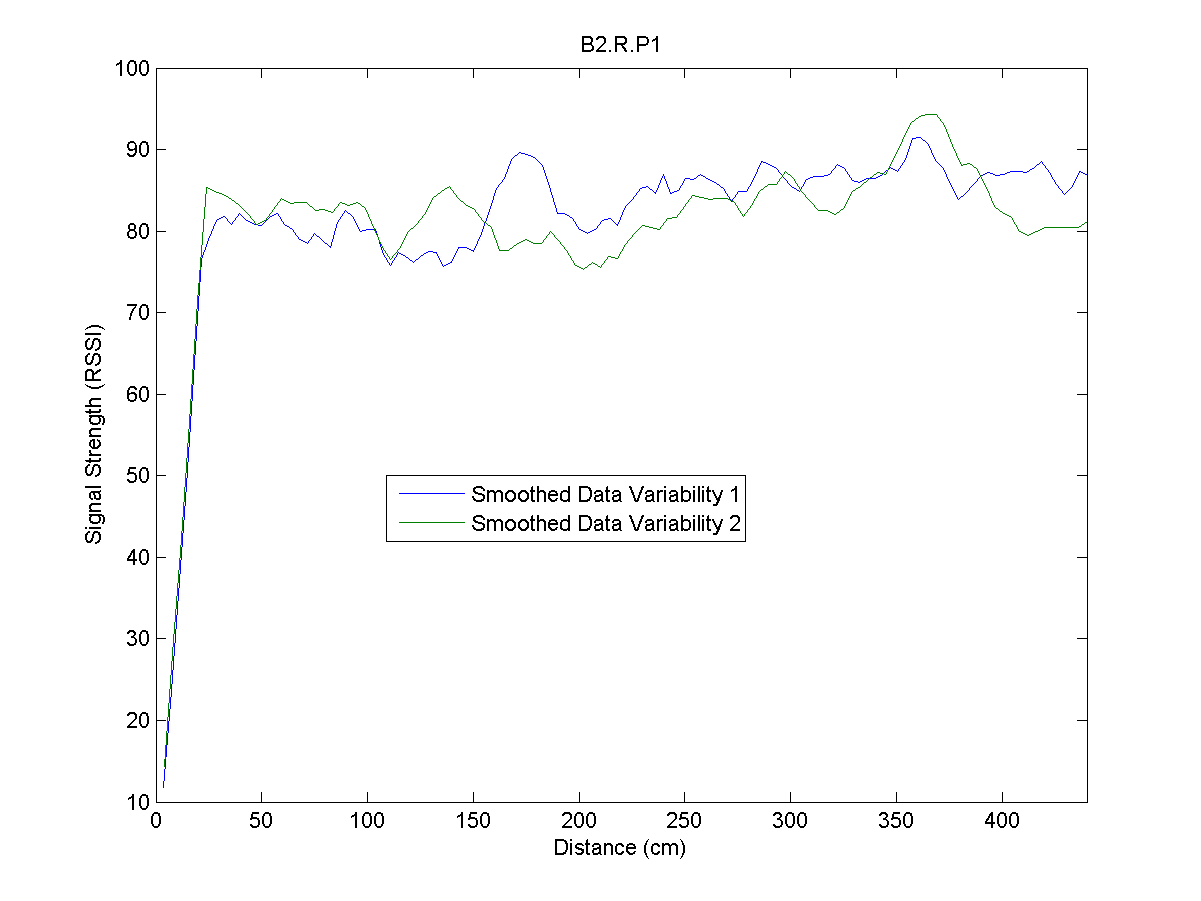 B2.R.P1
100
90
80
70
60
50
40
30
20
10
Signal Strength (RSSI)
Smoothed Data Variability 1
Smoothed Data Variability 2
0 50 100 150 200 250 300 350 400
Distance (cm)